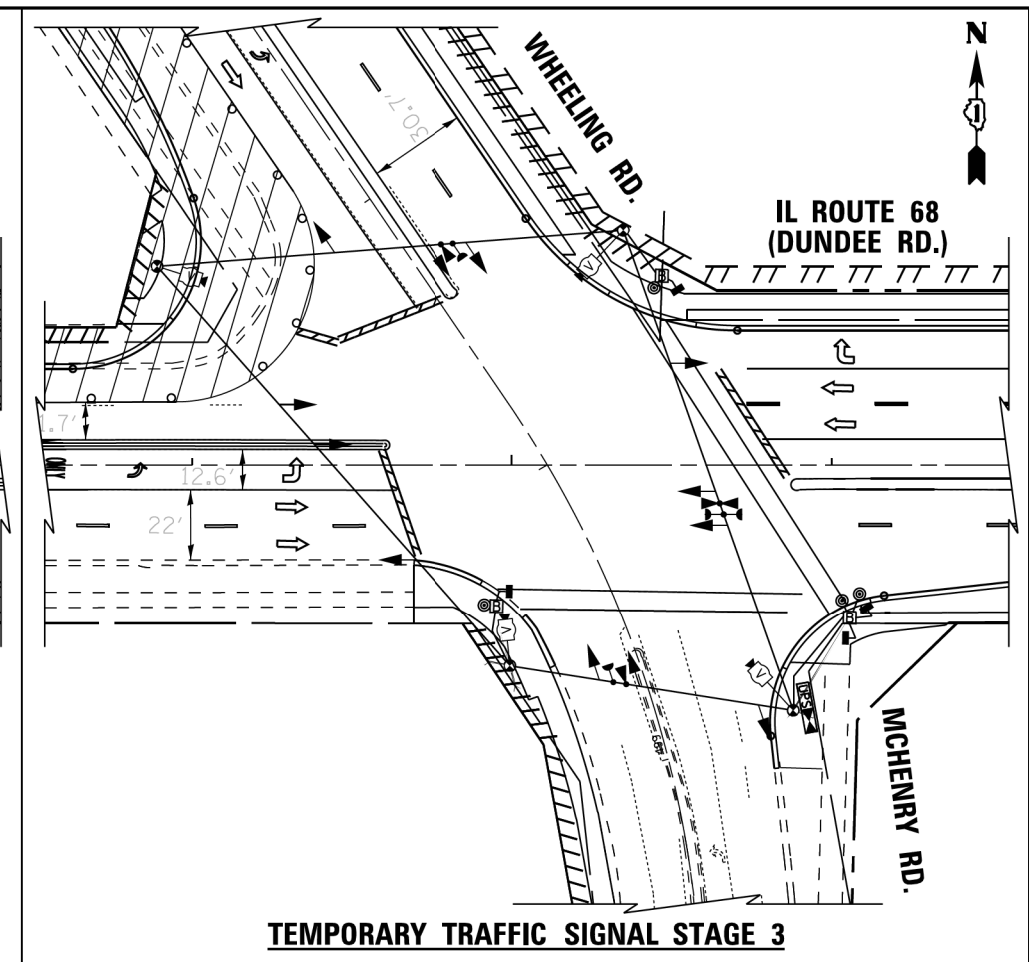 N
WHEELING RD.
IL ROUTE 68
(DUNDEE RD.)
30.7'
V
V
B
1.7'
ONLY
12.6'
22'
B
V
V
B
MCHENRY RD.
TEMPORARY TRAFFIC SIGNAL STAGE 3